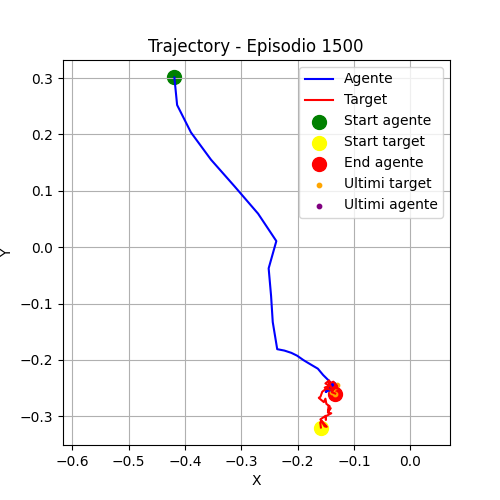 Trajectory - Episodio 1500
Agente
Target
Start agente
Start target
End agente
Ultimi target
Ultimi agente
Y
0.3
0.2
0.1
0.0
−0.1
−0.2
−0.3
−0.6 −0.5 −0.4 −0.3 −0.2 −0.1 0.0
X